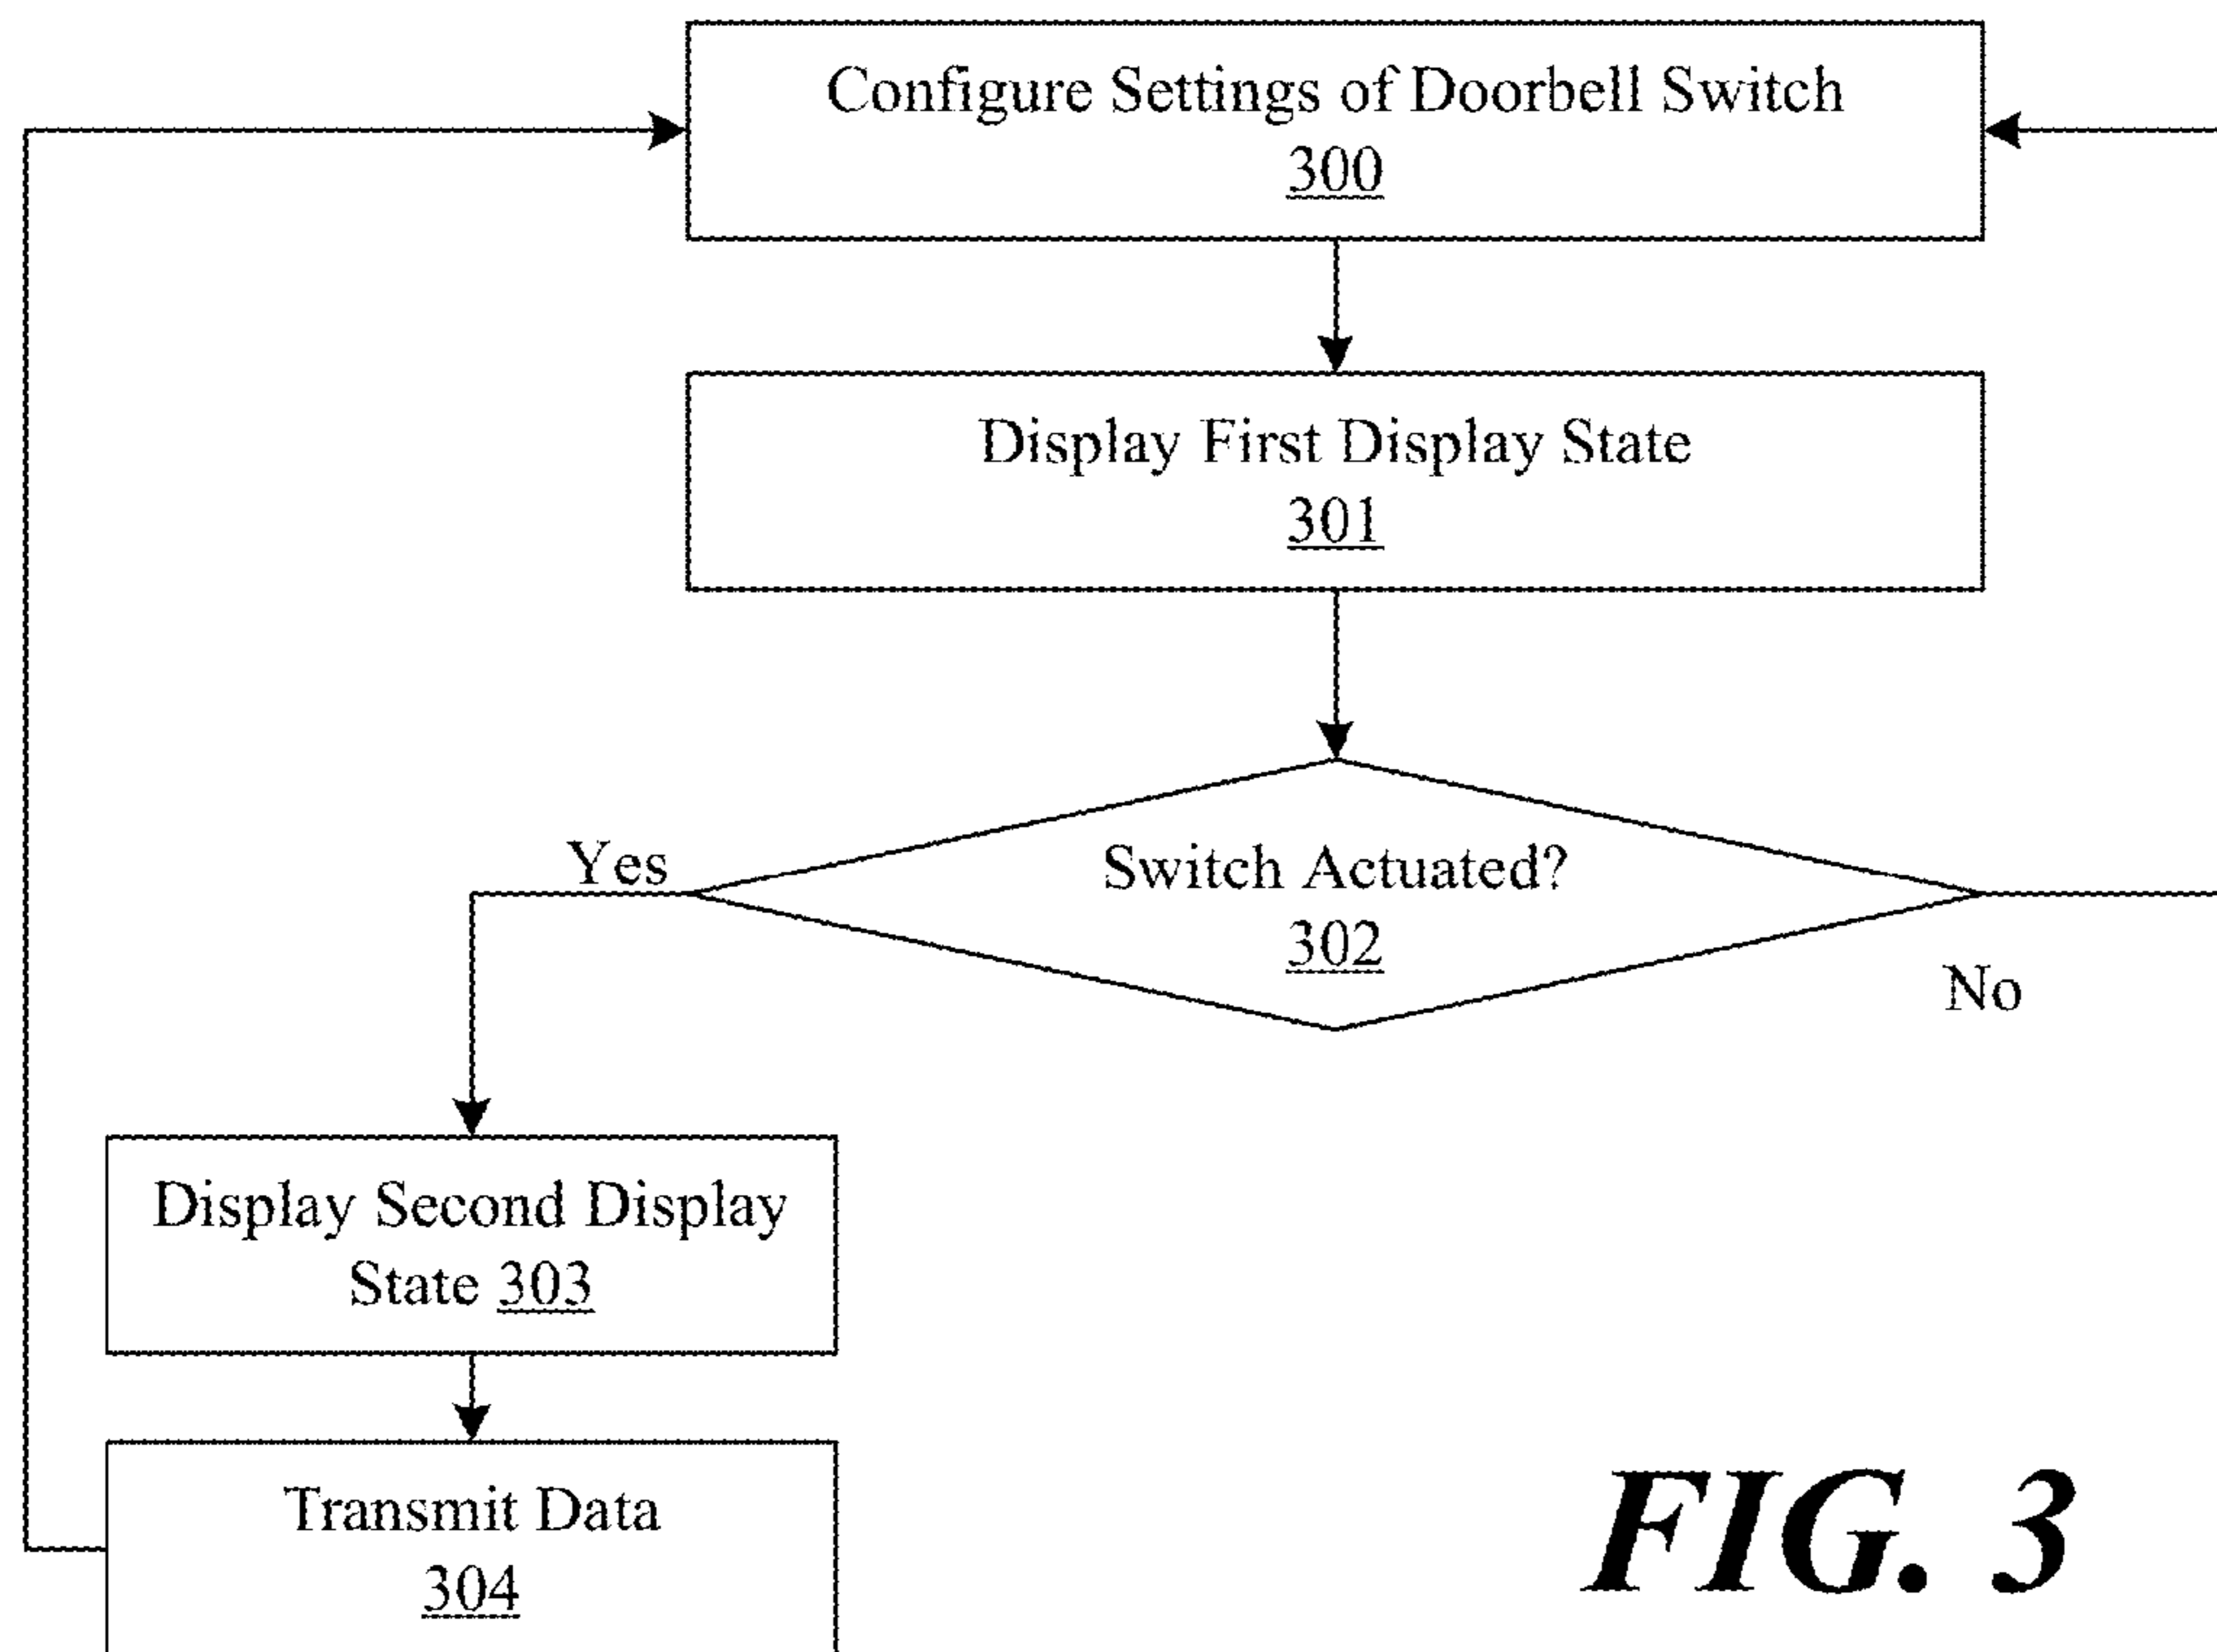 Configure Settings of Doorbell Switch
300
Display First Display State
301
Switch Actuated?
302
Yes
No
Display Second Display
State 303
Transmit Data
304
FIG. 3